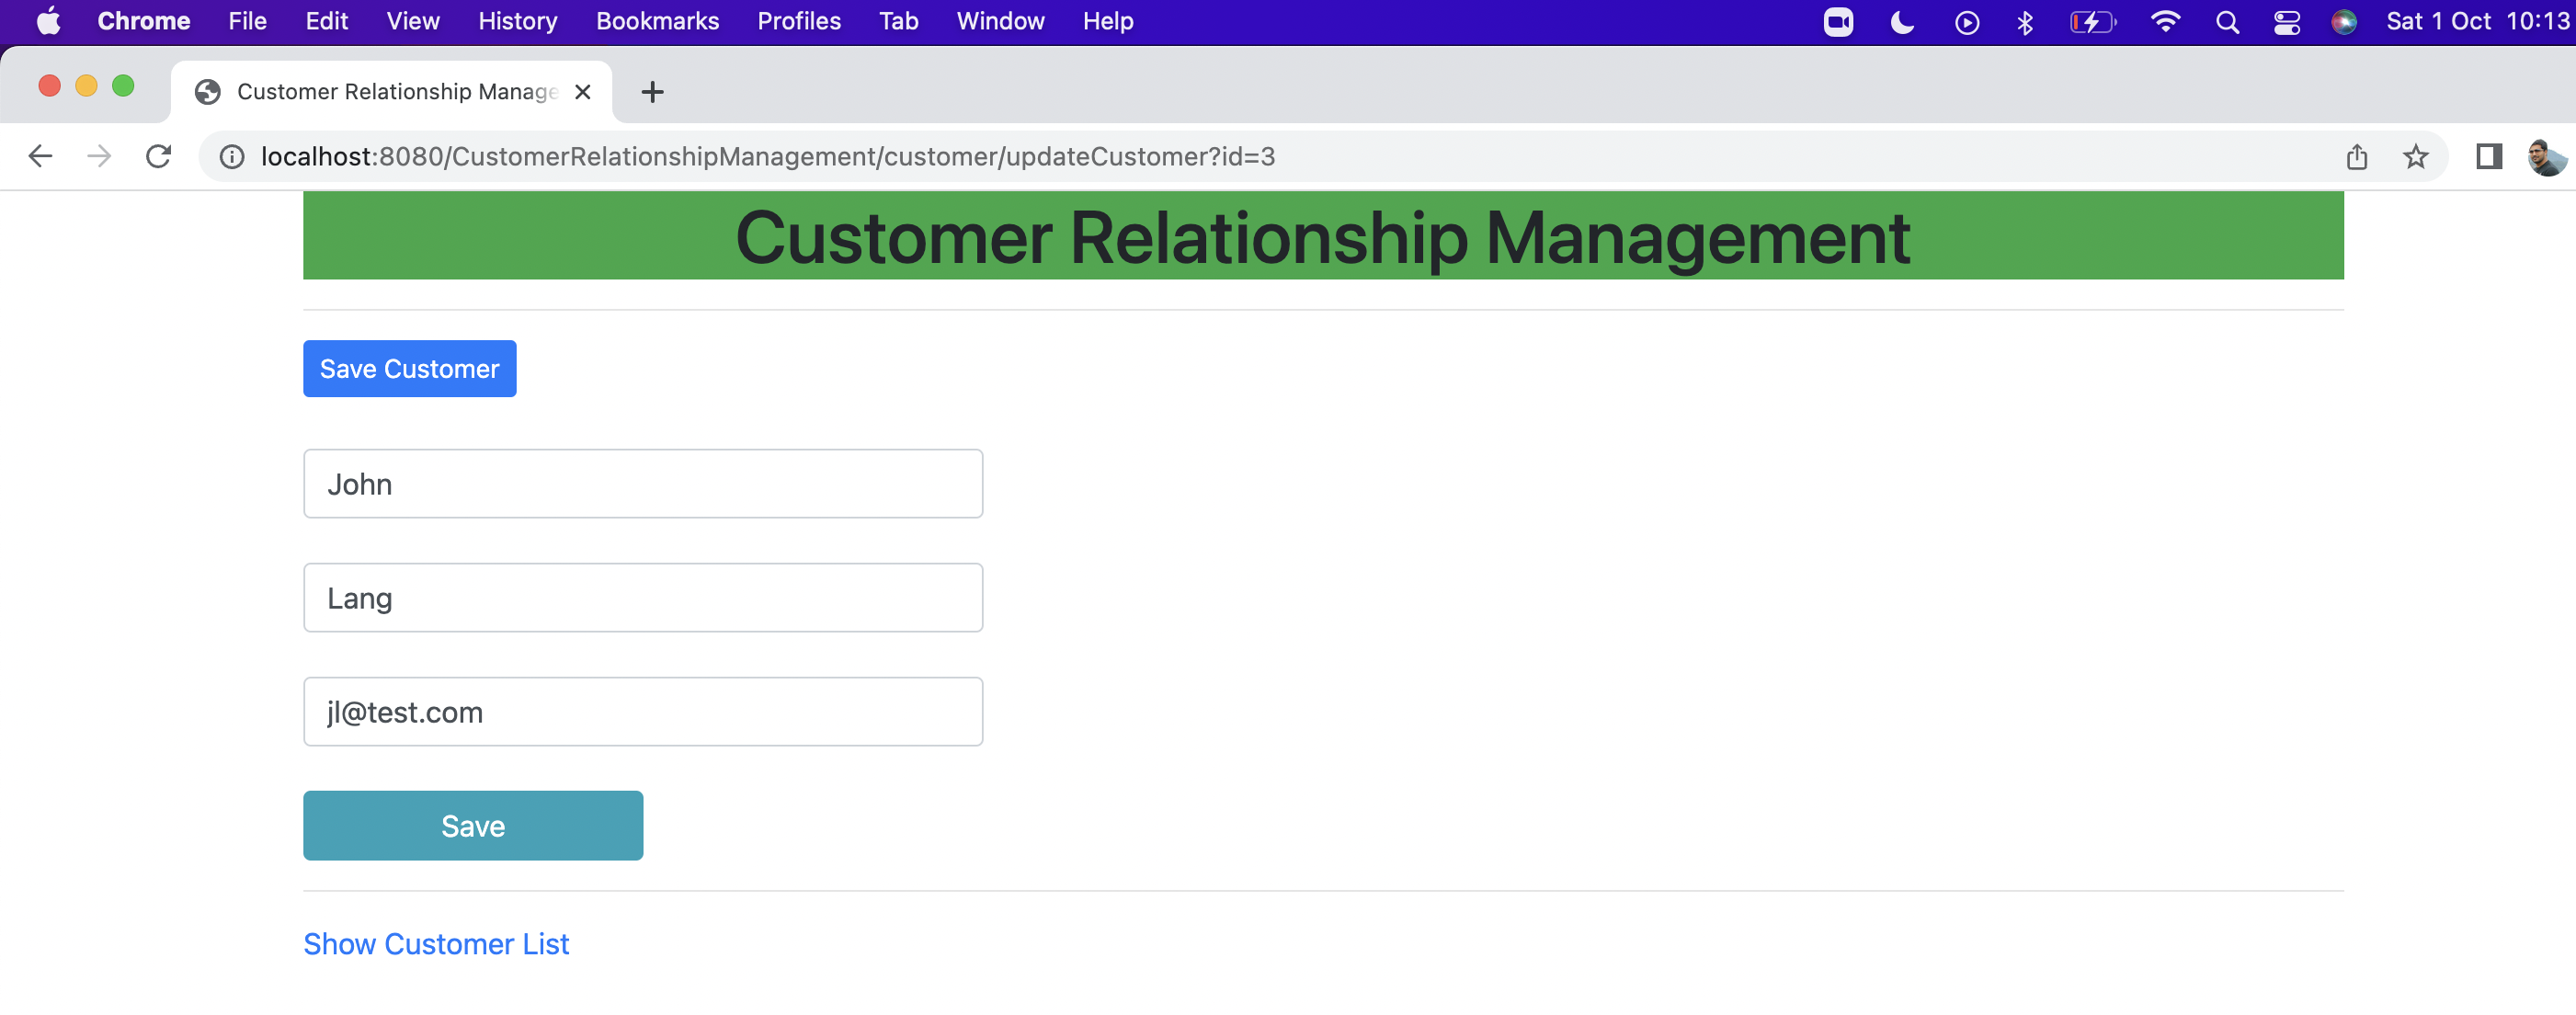 Chrome File Edit View History Bookmarks Profiles Tab Window Help Sat 1 Oct 10:13
Customer Relationship Manage
localhost:8080/CustomerRelationshipManagement/customer/updateCustomer?id=3
Customer Relationship Management
Save Customer
John
Lang
jl@test.com
Save
Show Customer List